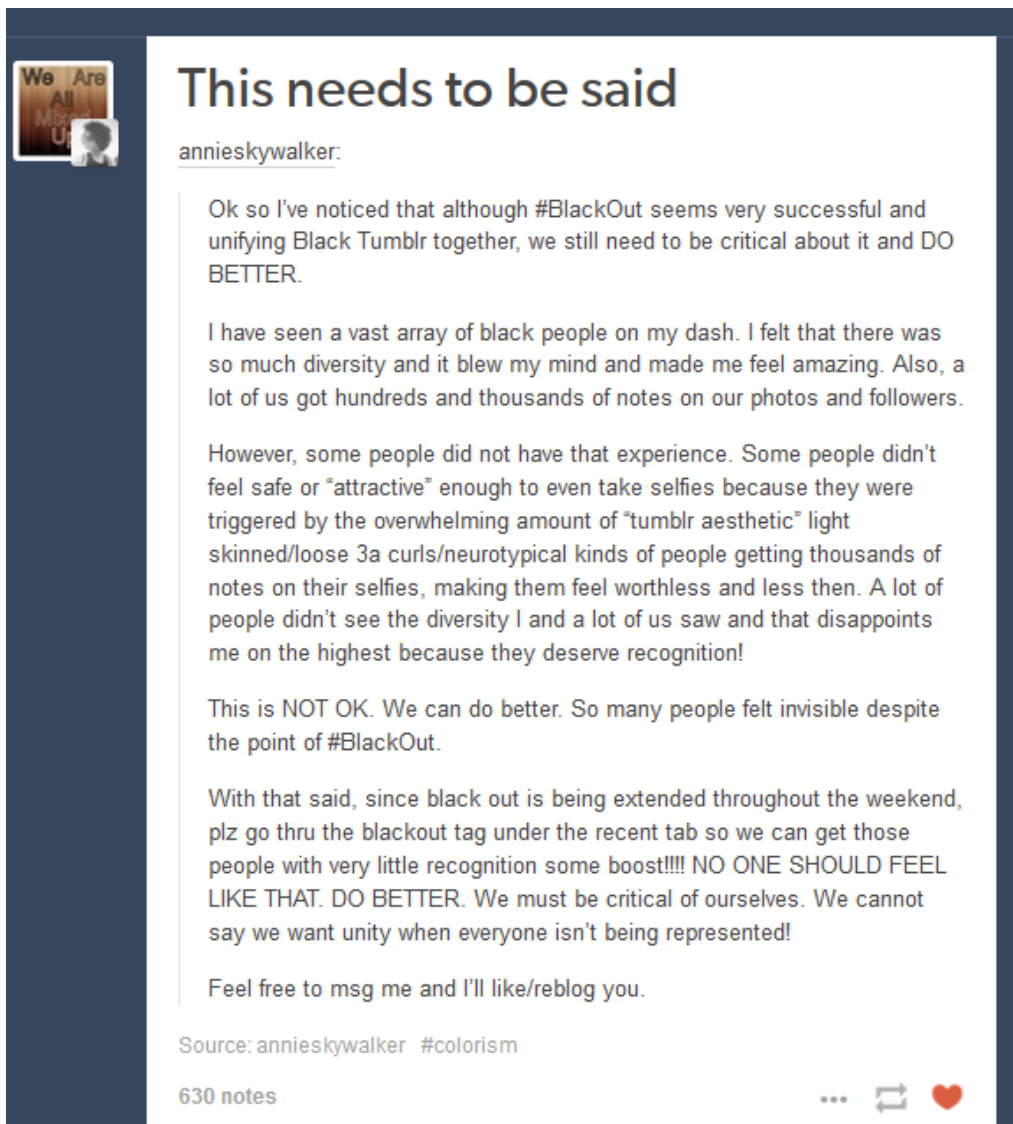 We Are
All
Mixed
Up
This needs to be said
annieskywalker:
Ok so I've noticed that although #BlackOut seems very successful and
unifying Black Tumblr together, we still need to be critical about it and DO
BETTER.
I have seen a vast array of black people on my dash. I felt that there was
so much diversity and it blew my mind and made me feel amazing. Also, a
lot of us got hundreds and thousands of notes on our photos and followers.
However, some people did not have that experience. Some people didn't
feel safe or “attractive” enough to even take selfies because they were
triggered by the overwhelming amount of “tumblr aesthetic” light
skinned/loose 3a curls/neurotypical kinds of people getting thousands of
notes on their selfies, making them feel worthless and less then. A lot of
people didn't see the diversity I and a lot of us saw and that disappoints
me on the highest because they deserve recognition!
This is NOT OK. We can do better. So many people felt invisible despite
the point of #BlackOut.
With that said, since black out is being extended throughout the weekend,
plz go thru the blackout tag under the recent tab so we can get those
people with very little recognition some boost!!!! NO ONE SHOULD FEEL
LIKE THAT. DO BETTER. We must be critical of ourselves. We cannot
say we want unity when everyone isn't being represented!
Feel free to msg me and I'll like/reblog you.
Source: annieskywalker #colorism
630 notes